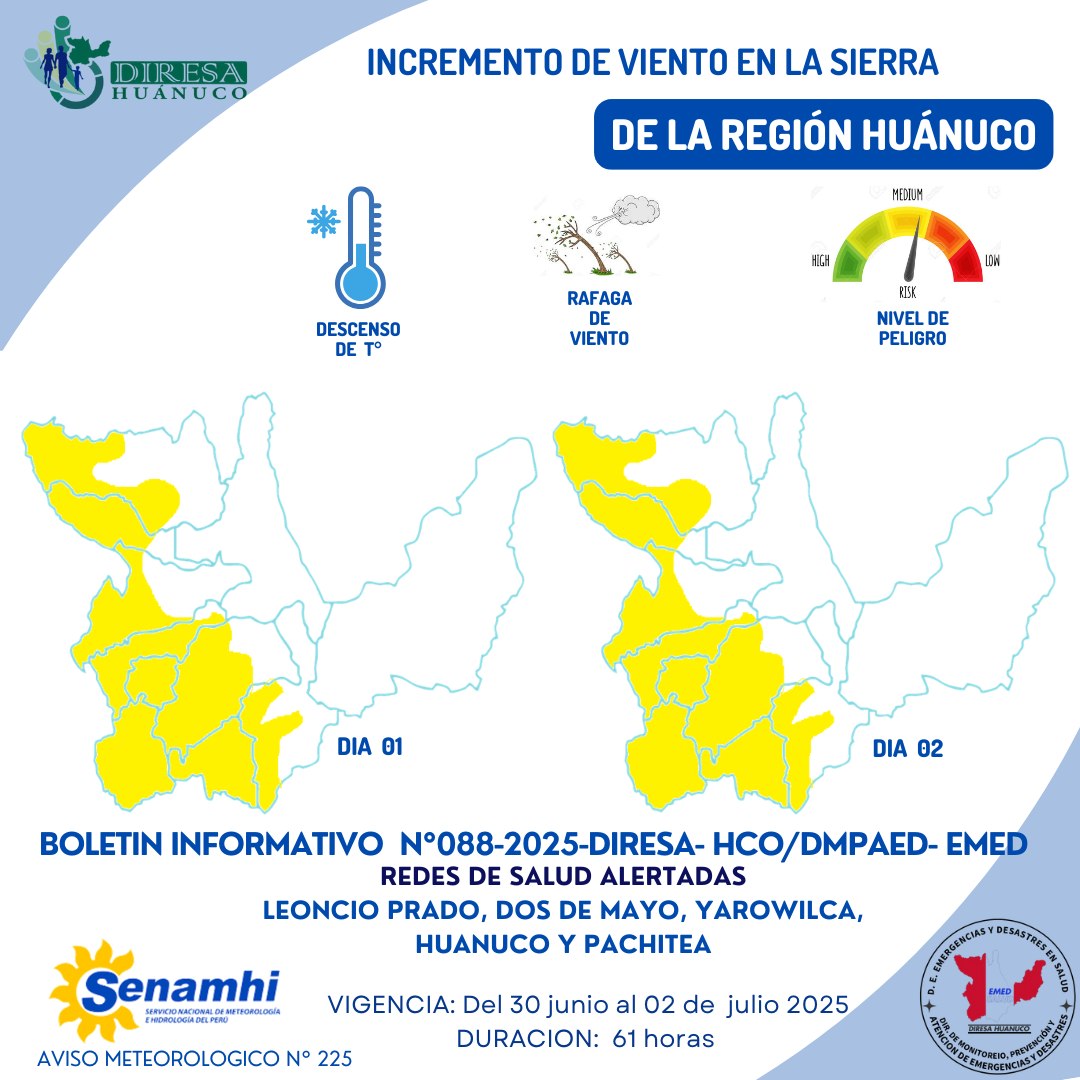 DIRESA
HUÁNUCO
INCREMENTO DE VIENTO EN LA SIERRA
DE LA REGIÓN HUÁNUCO
DESCENSO
DE T°
RAFAGA
DE
VIENTO
MEDIUM
HIGH
LOW
RISK
NIVEL DE
PELIGRO
DIA 01
DIA 02
BOLETIN INFORMATIVO N°088-2025-DIRESA- HCO/DMPAED- EMED
REDES DE SALUD ALERTADAS
LEONCIO PRADO, DOS DE MAYO, YAROWILCA,
HUANUCO Y PACHITEA
Senamhi
SERVICIO NACIONAL DE METEOROLOGÍA
E HIDROLOGÍA DEL PERÚ
AVISO METEOROLOGICO N° 225
VIGENCIA: Del 30 junio al 02 de julio 2025
DURACION: 61 horas
D. E. EMERGENCIAS Y DESASTRES EN SALUD
EMED
DIRESA HUANUCO
DIR. DE MONITOREIO, PREVENCIÓN Y
ATENCION DE EMERGENCIAS Y DESASTRES